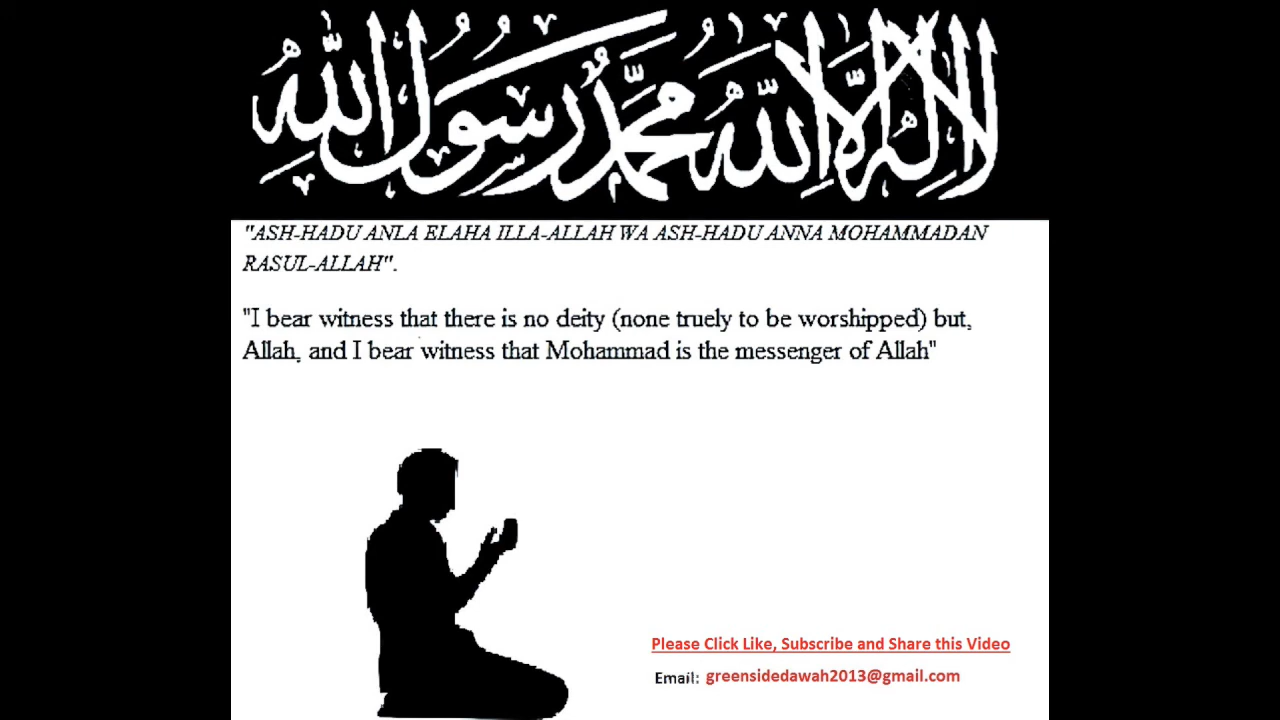 لا إله إلا الله محمد رسول الله
"ASH-HADU ANLA ELAHA ILLA-ALLAH WA ASH-HADU ANNA MOHAMMADAN
RASUL-ALLAH".
"I bear witness that there is no deity (none truely to be worshipped) but,
Allah, and I bear witness that Mohammad is the messenger of Allah"
Please Click Like, Subscribe and Share this Video
Email: greensidedawah2013@gmail.com